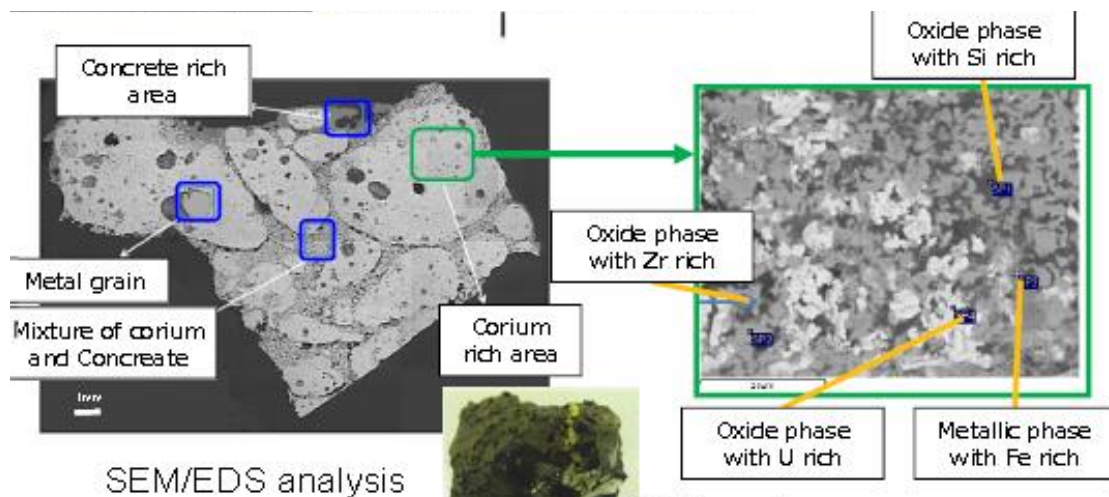 Oxide phase
with Si rich
Concrete rich
area
Oxide phase
with Zr rich
Metal grain
Mixture of corium
and Concreate
Corium
rich area
1mm
Oxide phase
with U rich
Metallic phase
with Fe rich
SEM/EDS analysis